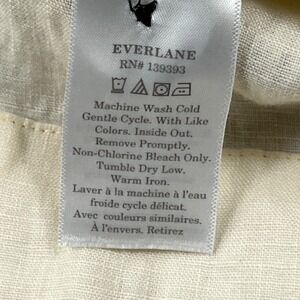 EVERLANE
RN# 139393
Machine Wash Cold
Gentle Cycle. With Like
Colors. Inside Out.
Remove Promptly.
Non-Chlorine Bleach Only.
Tumble Dry Low.
Warm Iron.
Laver à la machine à l'eau
froide cycle délicat.
Avec couleurs similaires.
À l'envers. Retirez